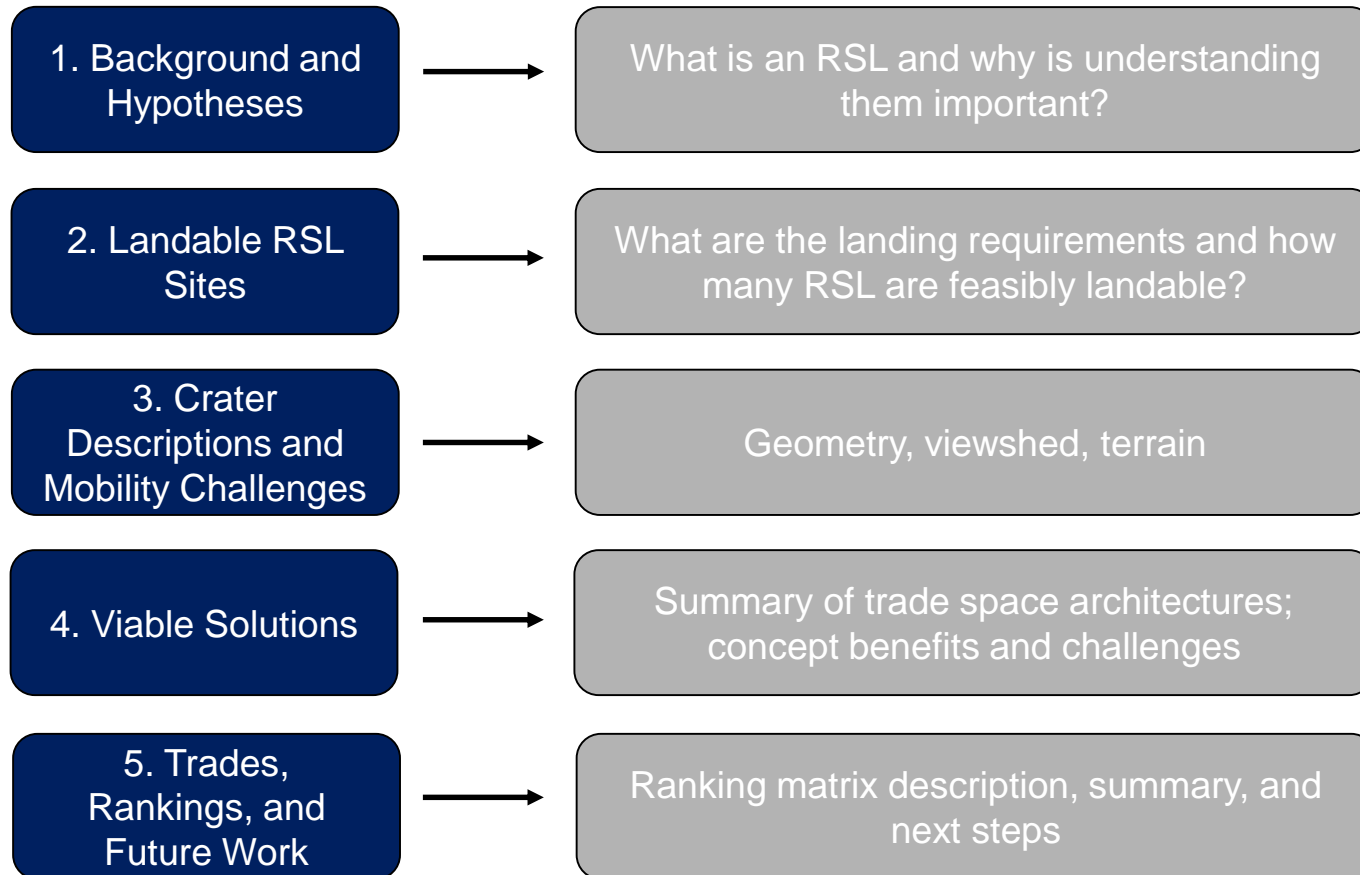 1. Background and
Hypotheses
What is an RSL and why is understanding
them important?
2. Landable RSL
Sites
What are the landing requirements and how
many RSL are feasibly landable?
3. Crater
Descriptions and
Mobility Challenges
Geometry, viewshed, terrain
4. Viable Solutions
Summary of trade space architectures;
concept benefits and challenges
5. Trades,
Rankings, and
Future Work
Ranking matrix description, summary, and
next steps